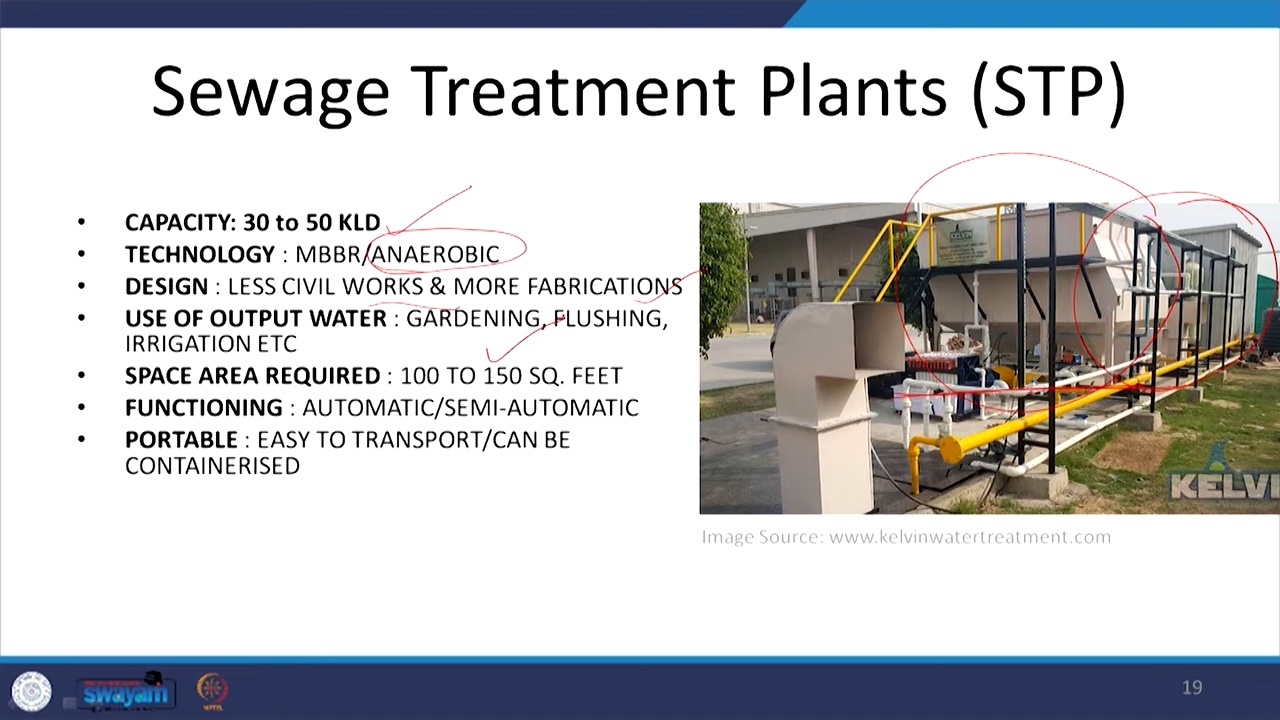 Sewage Treatment Plants (STP)
• CAPACITY: 30 to 50 KLD
• TECHNOLOGY : MBBR/ANAEROBIC
• DESIGN : LESS CIVIL WORKS & MORE FABRICATIONS
• USE OF OUTPUT WATER : GARDENING, FLUSHING,
IRRIGATION ETC
• SPACE AREA REQUIRED : 100 TO 150 SQ. FEET
• FUNCTIONING : AUTOMATIC/SEMI-AUTOMATIC
• PORTABLE : EASY TO TRANSPORT/CAN BE
CONTAINERISED
KELVI
Image Source: www.kelvinwatertreatment.com
swayam
NPTEL
19